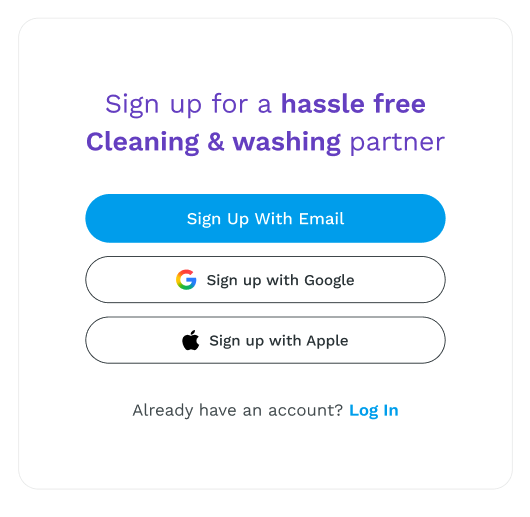 Sign up for a hassle free
Cleaning & washing partner
Sign Up With Email
Sign up with Google
Sign up with Apple
Already have an account? Log In